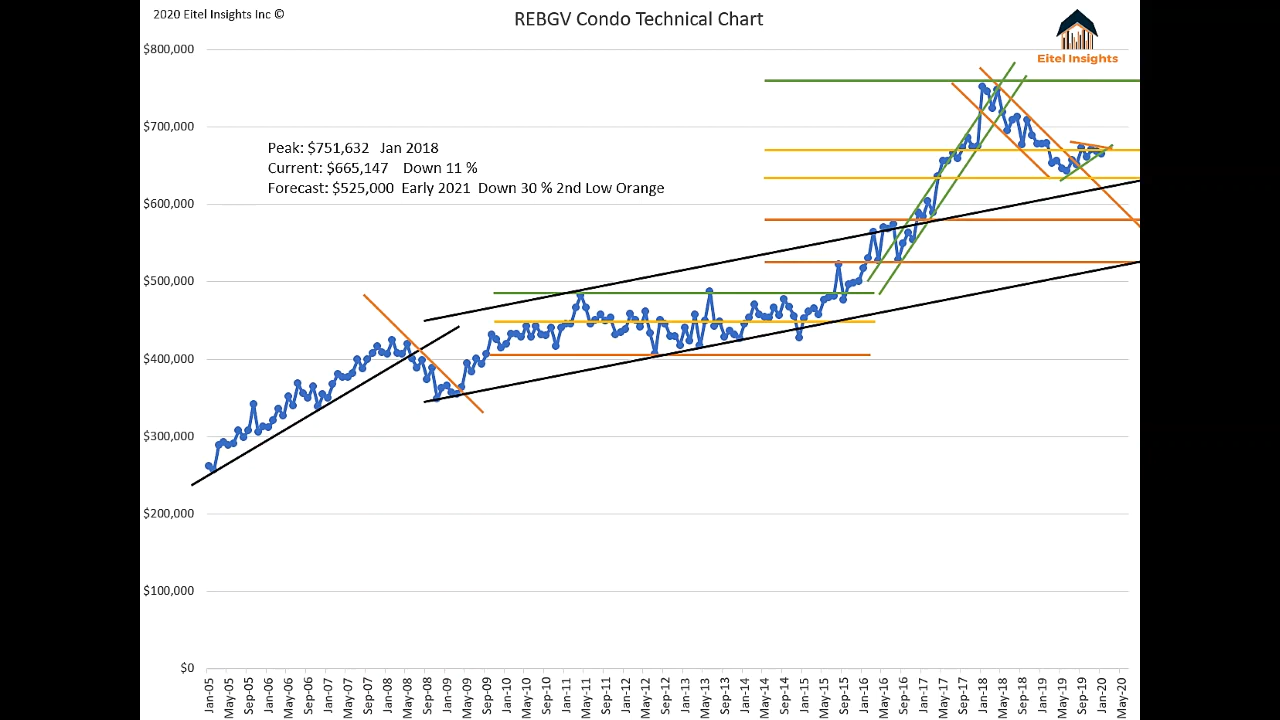 2020 Eitel Insights Inc ©
REBGV Condo Technical Chart
Eitel Insights
$800,000
$700,000
$600,000
$500,000
$400,000
$300,000
$200,000
$100,000
$0
Peak: $751,632 Jan 2018
Current: $665,147 Down 11 %
Forecast: $525,000 Early 2021 Down 30 % 2nd Low Orange
Jan-05
May-05
Sep-05
Jan-06
May-06
Sep-06
Jan-07
May-07
Sep-07
Jan-08
May-08
Sep-08
Jan-09
May-09
Sep-09
Jan-10
May-10
Sep-10
Jan-11
May-11
Sep-11
Jan-12
May-12
Sep-12
Jan-13
May-13
Sep-13
Jan-14
May-14
Sep-14
Jan-15
May-15
Sep-15
Jan-16
May-16
Sep-16
Jan-17
May-17
Sep-17
Jan-18
May-18
Sep-18
Jan-19
May-19
Sep-19
Jan-20
May-20